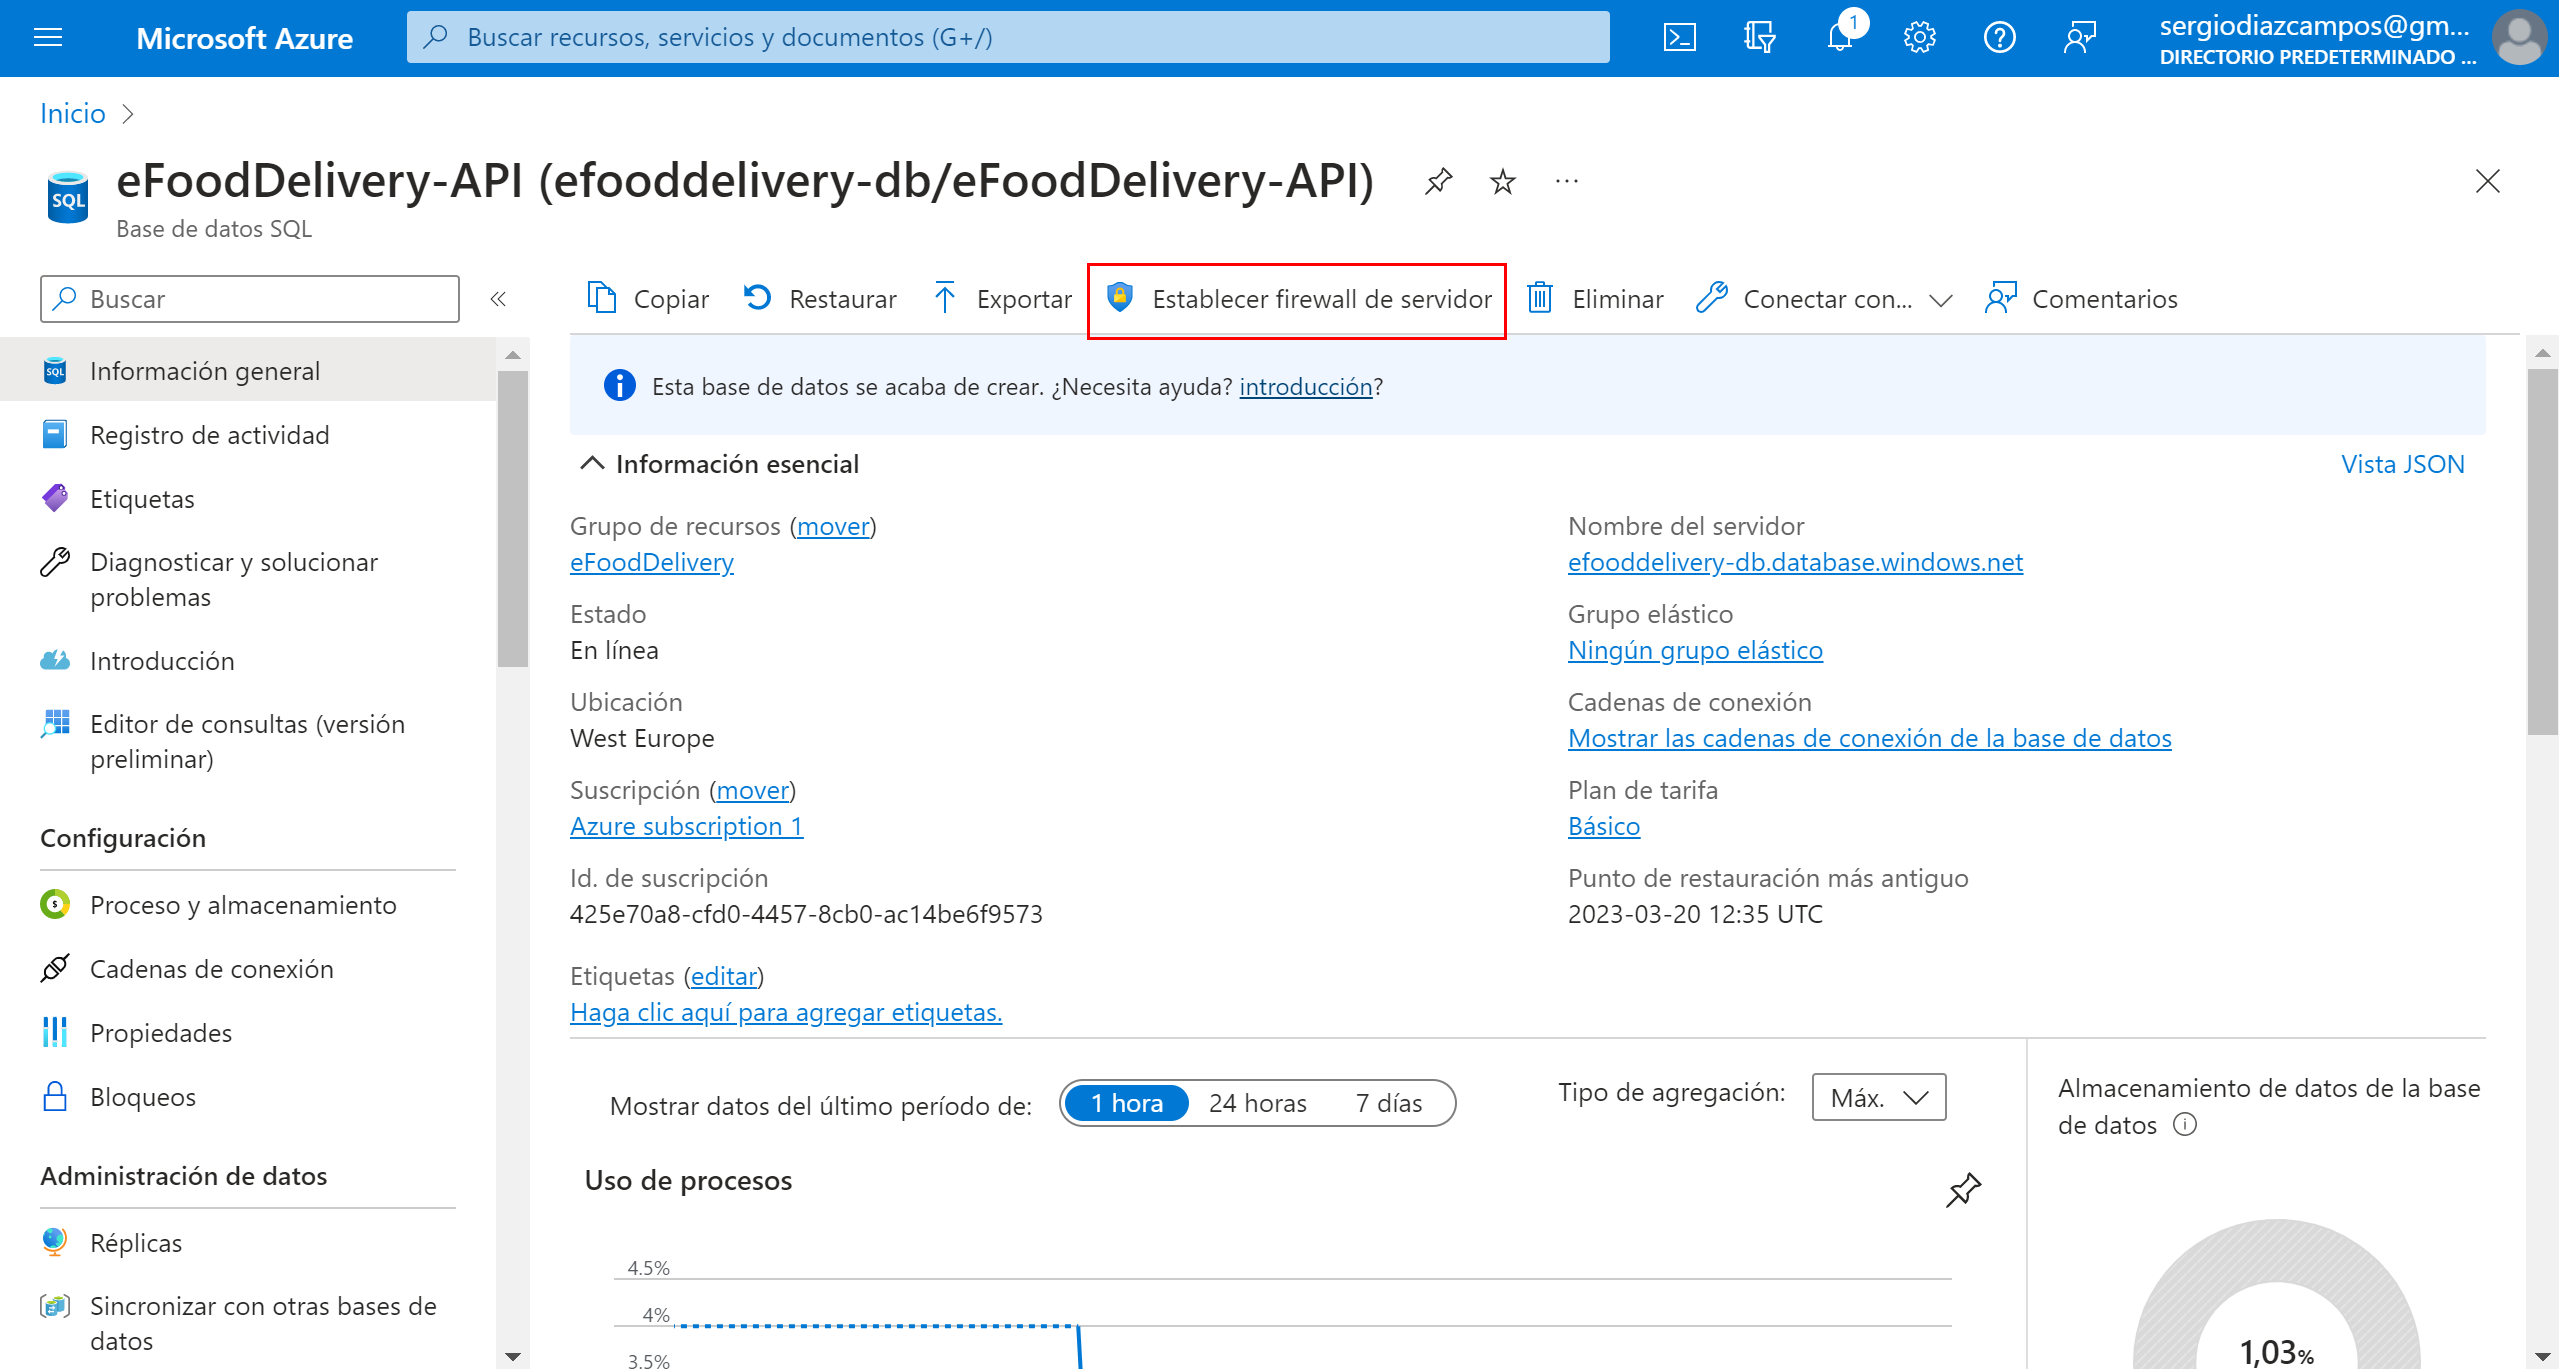 Microsoft Azure
Buscar recursos, servicios y documentos (G+/)
1
sergiodiazcampos@gm...
DIRECTORIO PREDETERMINADO ...
Inicio
SQL
eFoodDelivery-API (efooddelivery-db/eFoodDelivery-API)
Base de datos SQL
Buscar
Copiar
Restaurar
Exportar
Establecer firewall de servidor
Eliminar
Conectar con...
Comentarios
Información general
Registro de actividad
Etiquetas
Diagnosticar y solucionar
problemas
Introducción
Editor de consultas (versión
preliminar)
Configuración
Proceso y almacenamiento
Cadenas de conexión
Propiedades
Bloqueos
Administración de datos
Réplicas
Sincronizar con otras bases de
datos
Esta base de datos se acaba de crear. ¿Necesita ayuda? introducción?
Información esencial
Vista JSON
Grupo de recursos (mover)
eFoodDelivery
Estado
En línea
Ubicación
West Europe
Suscripción (mover)
Azure subscription 1
Id. de suscripción
425e70a8-cfd0-4457-8cb0-ac14be6f9573
Etiquetas (editar)
Haga clic aquí para agregar etiquetas.
Nombre del servidor
efooddelivery-db.database.windows.net
Grupo elástico
Ningún grupo elástico
Cadenas de conexión
Mostrar las cadenas de conexión de la base de datos
Plan de tarifa
Básico
Punto de restauración más antiguo
2023-03-20 12:35 UTC
Mostrar datos del último período de:
1 hora
24 horas
7 días
Tipo de agregación:
Máx.
Uso de procesos
4.5%
4%
3.5%
Almacenamiento de datos de la base
de datos
1,03%